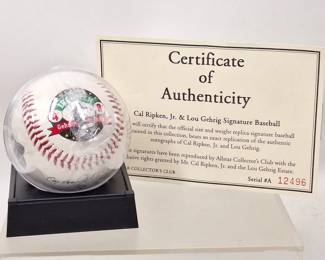 Certificate
of
Authenticity
Cal Ripken, Jr. & Lou Gehrig Signature Baseball
will certify that the official size and weight replica signature baseball
in this collection, bears an exact replication of the authentic
autographs of Cal Ripken, Jr. and Lou Gehrig.
signatures have been reproduced by Allstar Collector's Club with the
rights granted by Mr. Cal Ripken, Jr. and the Lou Gehrig Estate.
COLLECTOR'S CLUB
Serial #A 12496